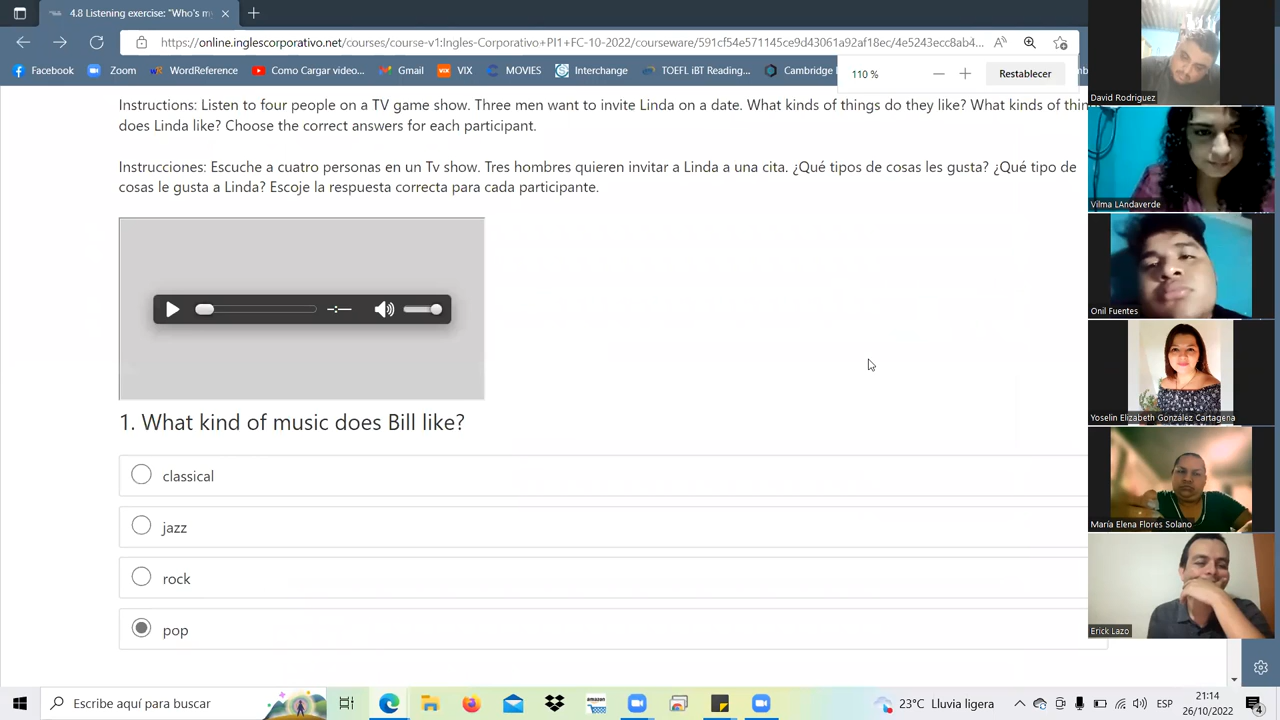 4.8 Listening exercise: "Who's my
https://online.inglescorporativo.net/courses/course-v1:Ingles-Corporativo+PI1+FC-10-2022/courseware/591cf54e571145ce9d43061a92af18ec/4e5243ecc8ab4...
Facebook
Zoom
WordReference
Como Cargar video...
Gmail
VIX
MOVIES
Interchange
TOEFL iBT Reading...
Cambridge
110 %
Restablecer
Instructions: Listen to four people on a TV game show. Three men want to invite Linda on a date. What kinds of things do they like? What kinds of thin
does Linda like? Choose the correct answers for each participant.
Instrucciones: Escuche a cuatro personas en un Tv show. Tres hombres quieren invitar a Linda a una cita. ¿Qué tipos de cosas les gusta? ¿Qué tipo de
cosas le gusta a Linda? Escoje la respuesta correcta para cada participante.
-:--
1. What kind of music does Bill like?
classical
jazz
rock
pop
David Rodriguez
Vilma LAndaverde
Onil Fuentes
Yoselin Elizabeth González Cartagena
María Elena Flores Solano
Erick Lazo
Escribe aquí para buscar
amazon
23°C Lluvia ligera
ESP
21:14
26/10/2022
4